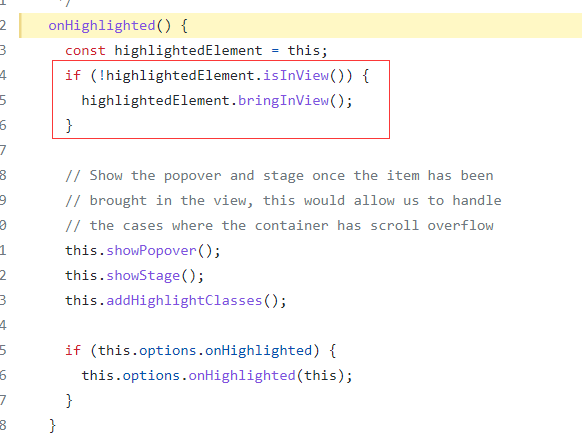 1 */
2 onHighlighted() {
3 const highlightedElement = this;
4 if (!highlightedElement.isInView()) {
5 highlightedElement.bringInView();
6 }
7
8 // Show the popover and stage once the item has been
9 // brought in the view, this would allow us to handle
0 // the cases where the container has scroll overflow
1 this.showPopover();
2 this.showStage();
3 this.addHighlightClasses();
4
5 if (this.options.onHighlighted) {
6 this.options.onHighlighted(this);
7 }
8 }